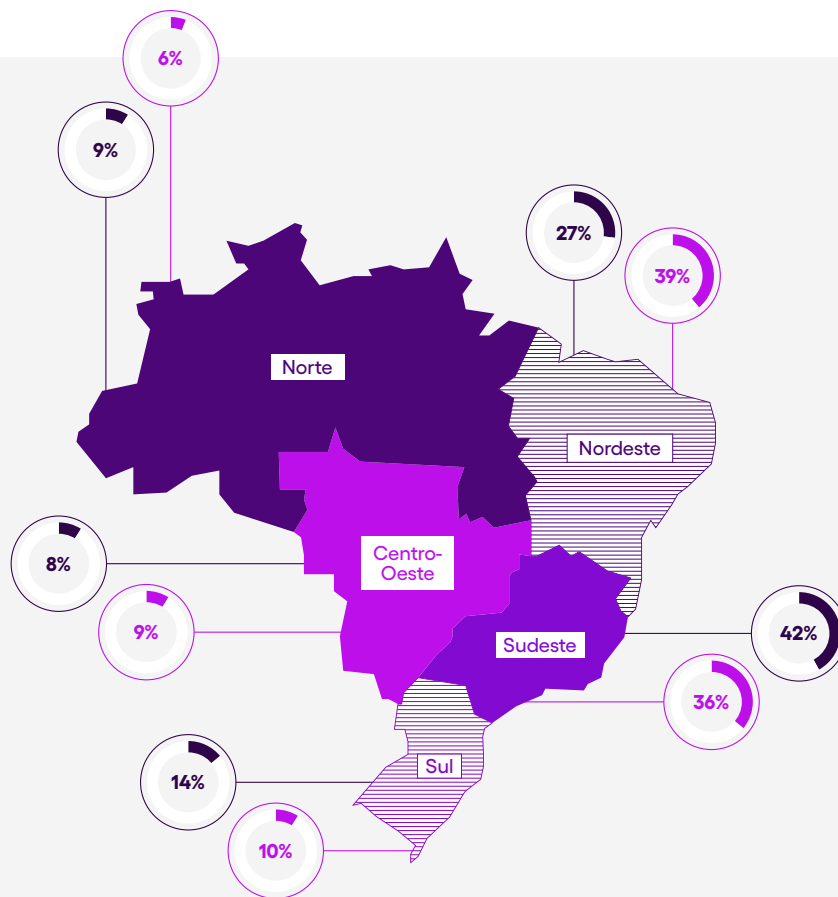 6%
9%
27%
39%
Norte
Nordeste
Centro-
Oeste
8%
9%
Sudeste
42%
36%
Sul
14%
10%